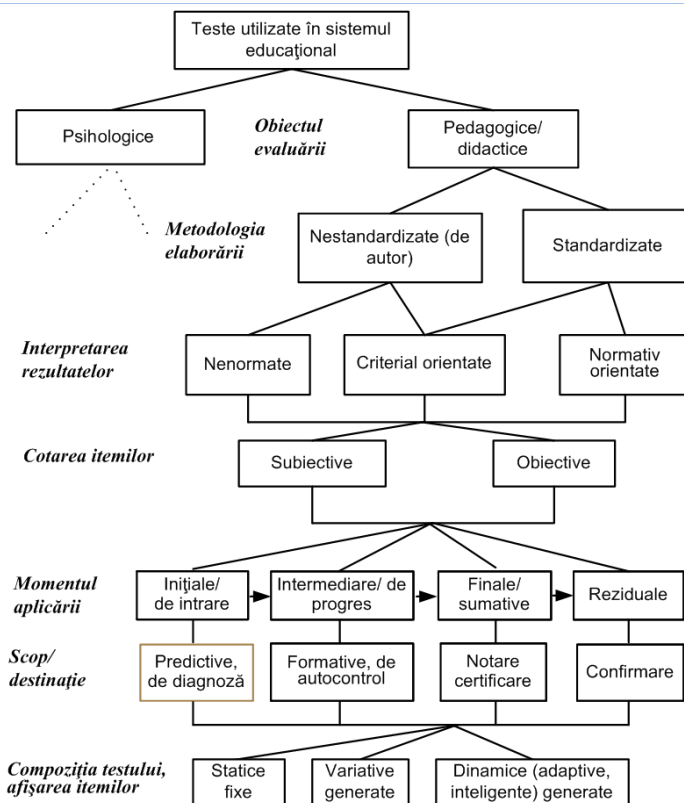 Teste utilizate în sistemul
educaţional
Psihologice
Obiectul
evaluării
Pedagogice/
didactice
Metodologia
elaborării
Nestandardizate (de
autor)
Standardizate
Interpretarea
rezultatelor
Nenormate
Criterial orientate
Normativ
orientate
Cotarea itemilor
Subiective
Obiective
Momentul
aplicării
Iniţiale/
de intrare
Intermediare/ de
progres
Finale/
sumative
Reziduale
Scop/
destinaţie
Predictive,
de diagnoză
Formative, de
autocontrol
Notare
certificare
Confirmare
Compoziţia testului,
afişarea itemilor
Statice
fixe
Variative
generate
Dinamice (adaptive,
inteligente) generate